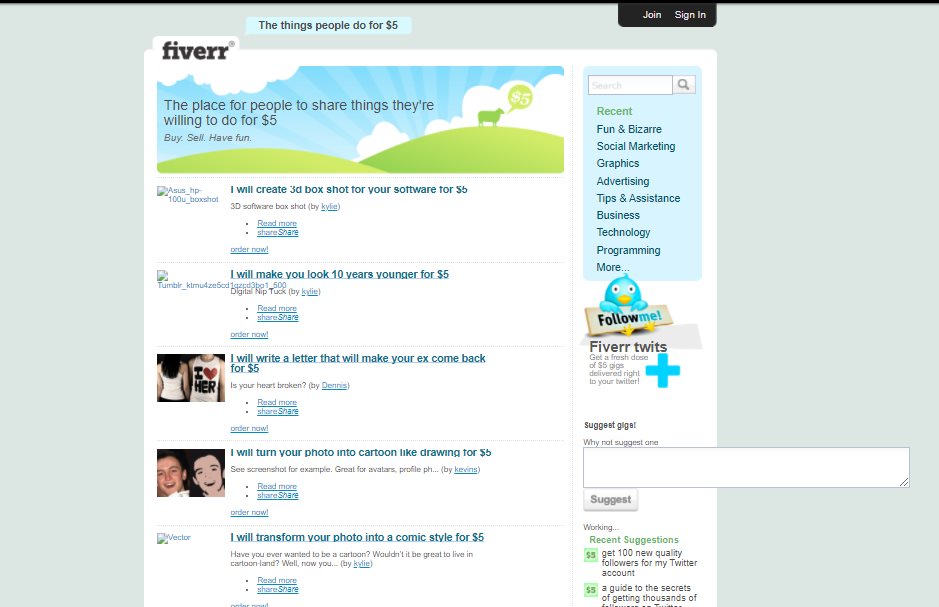 The things people do for $5
Join Sign In
fiverr®
The place for people to share things they're
willing to do for $5
Buy. Sell. Have fun.
$5
Asus_hp-
100u_boxshot
I will create 3d box shot for your software for $5
3D software box shot (by kylie)
Read more
shareShare
order now!
Tumblr_ktmu4ze5cd1qzcd3bo1_500
I will make you look 10 years younger for $5
Digital Nip Tuck (by kylie)
Read more
shareShare
order now!
I
HER
I will write a letter that will make your ex come back
for $5
Is your heart broken? (by Dennis)
Read more
shareShare
order now!
I will turn your photo into cartoon like drawing for $5
See screenshot for example. Great for avatars, profile ph... (by kevins)
Read more
shareShare
order now!
Vector
I will transform your photo into a comic style for $5
Have you ever wanted to be a cartoon? Wouldn't it be great to live in
cartoon-land? Well, now you... (by kylie)
Read more
shareShare
order now!
Search
Recent
Fun & Bizarre
Social Marketing
Graphics
Advertising
Tips & Assistance
Business
Technology
Programming
More...
Follow me!
Fiverr twits
Get a fresh dose
of $5 gigs
delivered right
to your twitter!
Suggest gigs!
Why not suggest one
Suggest
Working...
Recent Suggestions
$5 get 100 new quality
followers for my Twitter
account
$5 a guide to the secrets
of getting thousands of
followers on Twitter